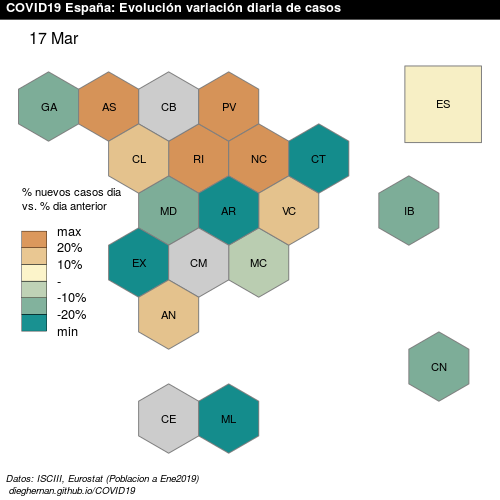 COVID19 España: Evolución variación diaria de casos
17 Mar
GA AS CB PV ES
CL RI NC CT
% nuevos casos dia
vs. % dia anterior
MD AR VC IB
max
20%
10%
-
-10%
-20%
min
EX CM MC
AN
CN
CE ML
Datos: ISCIII, Eurostat (Poblacion a Ene2019)
dieghernan.github.io/COVID19